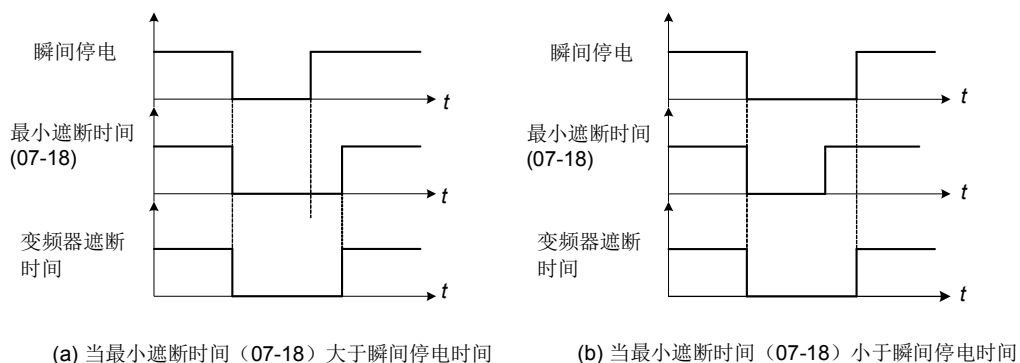 瞬间停电
t
最小遮断时间
(07-18)
t
变频器遮断
时间
t
(a) 当最小遮断时间（07-18）大于瞬间停电时间
瞬间停电
t
最小遮断时间
(07-18)
t
变频器遮断
时间
t
(b) 当最小遮断时间（07-18）小于瞬间停电时间